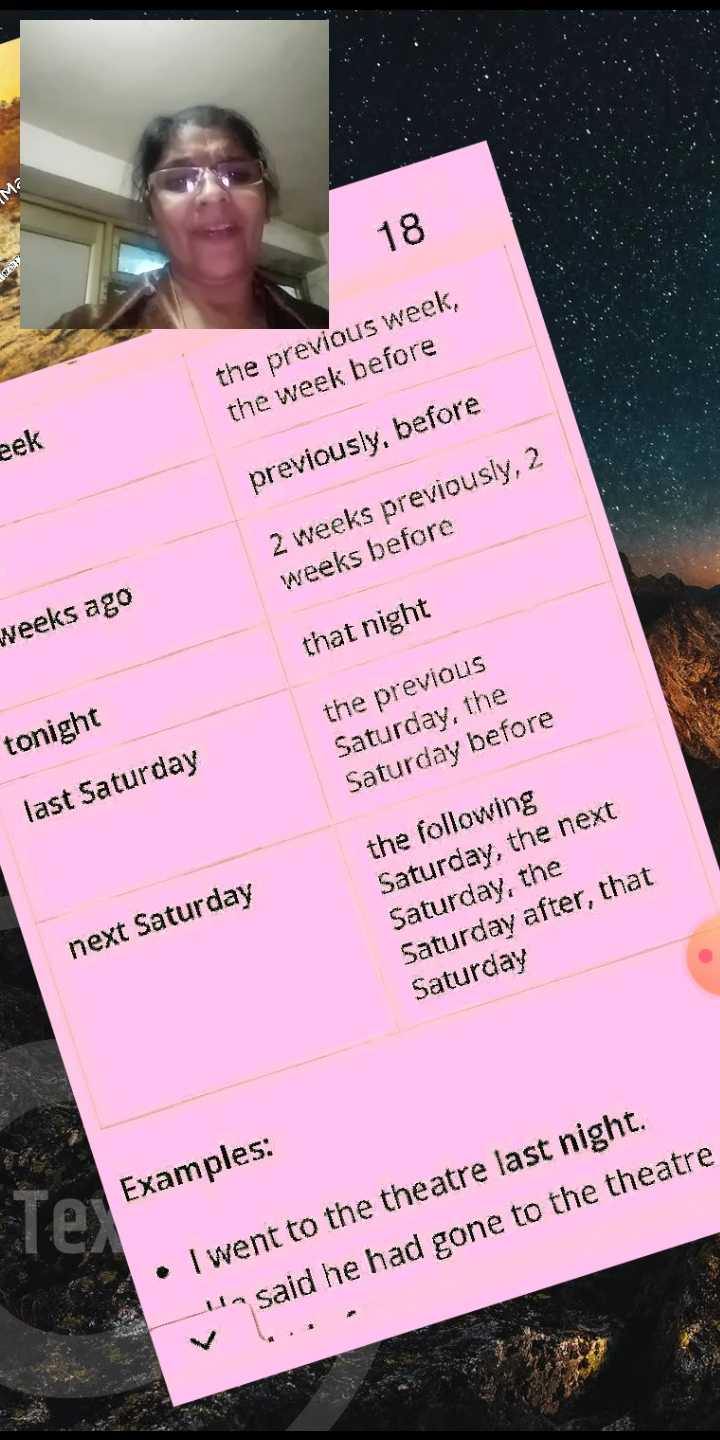 18
the previous week,
the week before
eek
previously, before
2 weeks previously, 2
weeks before
weeks ago
that night
tonight
the previous
Saturday, the
Saturday before
last Saturday
the following
Saturday, the next
Saturday, the
Saturday after, that
Saturday
next Saturday
Examples:
• I went to the theatre last night.
He said he had gone to the theatre
Tex